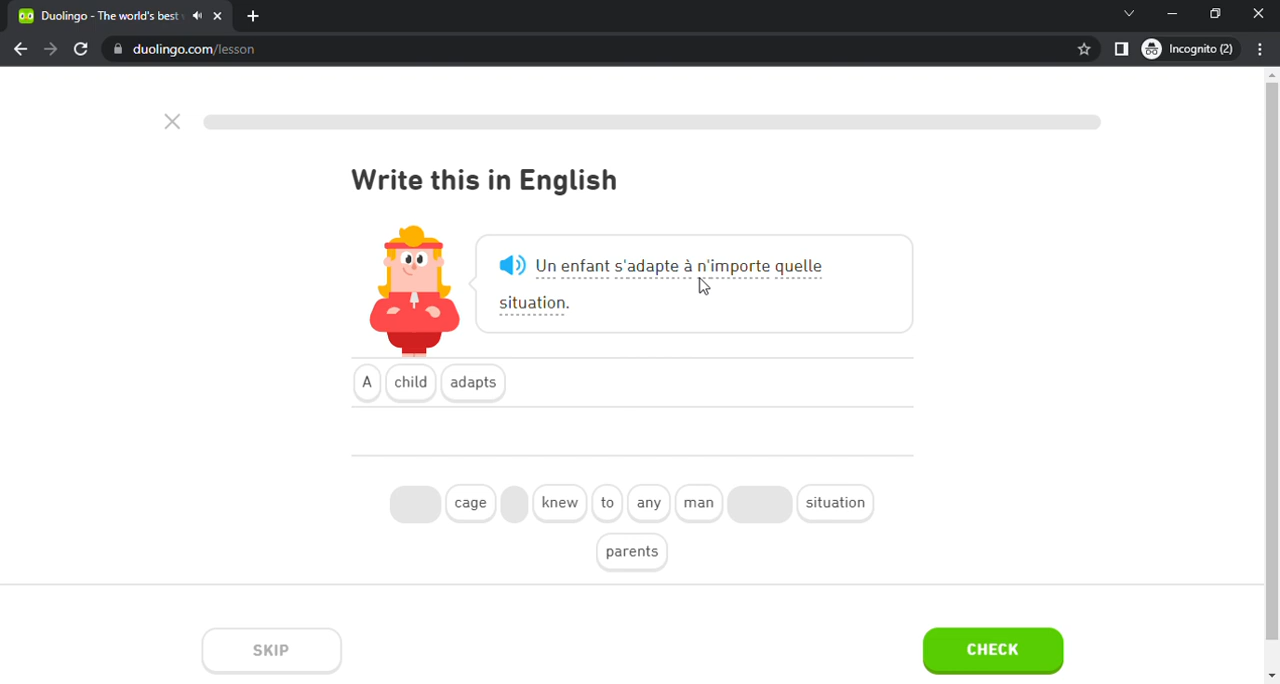 Duolingo - The world's best
duolingo.com/lesson
Incognito (2)
Write this in English
Un enfant s'adapte à n'importe quelle
situation.
A child adapts
cage knew to any man situation
parents
SKIP
CHECK